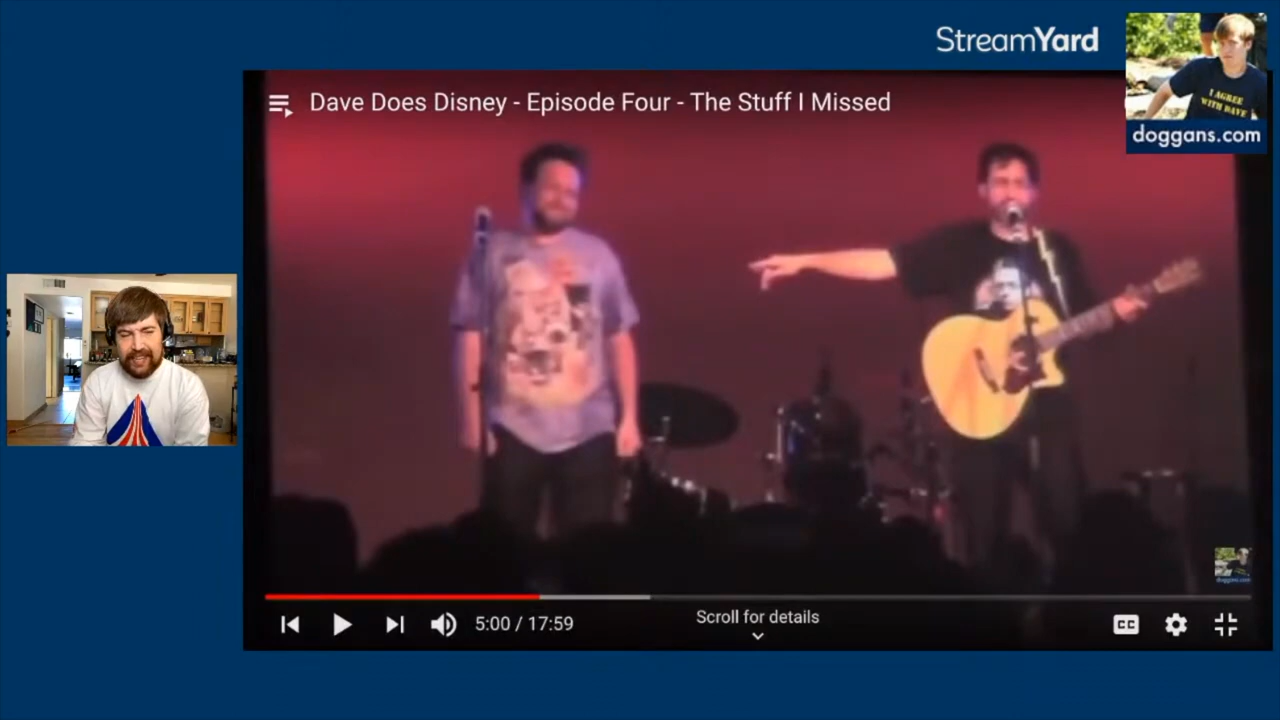 StreamYard
Dave Does Disney - Episode Four - The Stuff I Missed
I AGREE
WITH DAVE
doggans.com
5:00 / 17:59
Scroll for details
CC